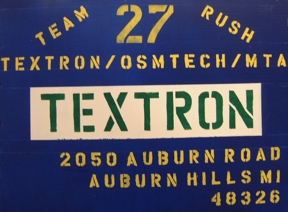 TEAM 27 RUSH
TEXTRON/OSMTECH/MTA
TEXTRON
2050 AUBURN ROAD
AUBURN HILLS MI
48326